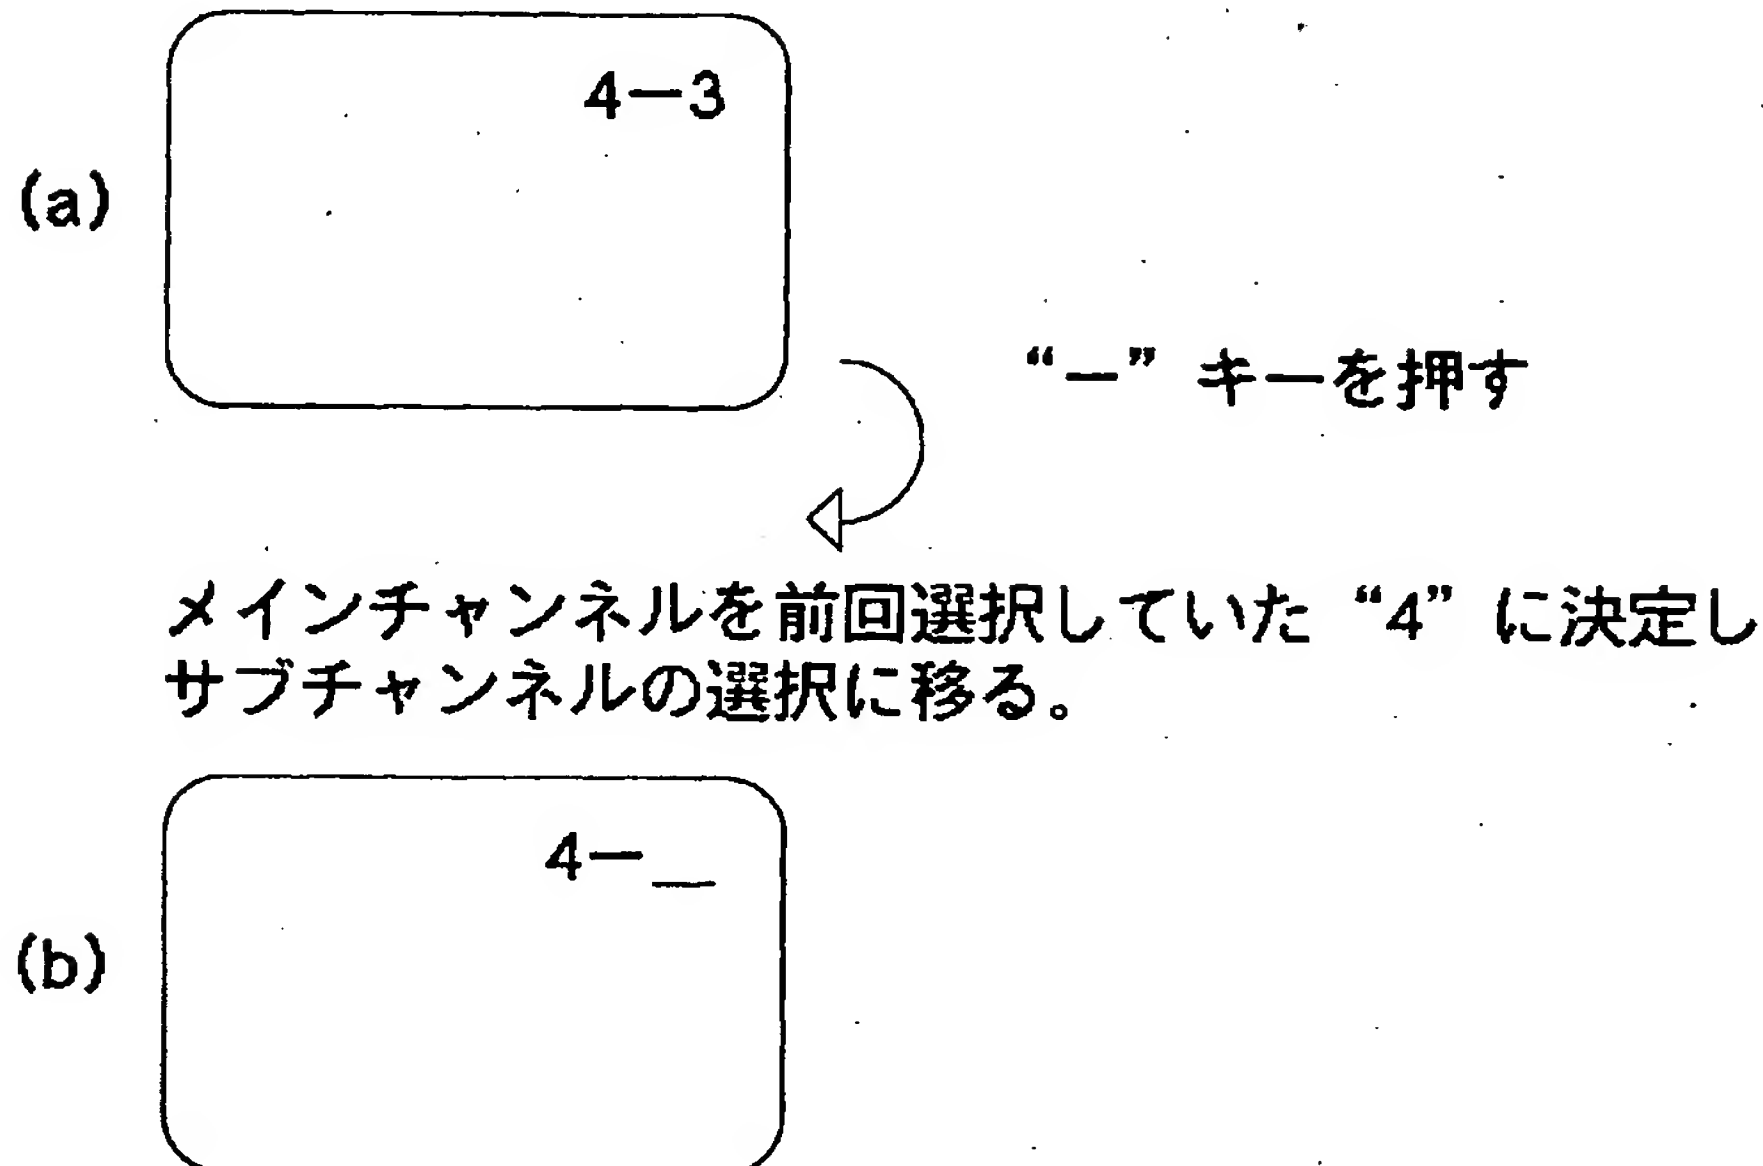 4−3
(a)
“−” キーを押す
メインチャンネルを前回選択していた “4” に決定し
サブチャンネルの選択に移る。
4−＿
(b)